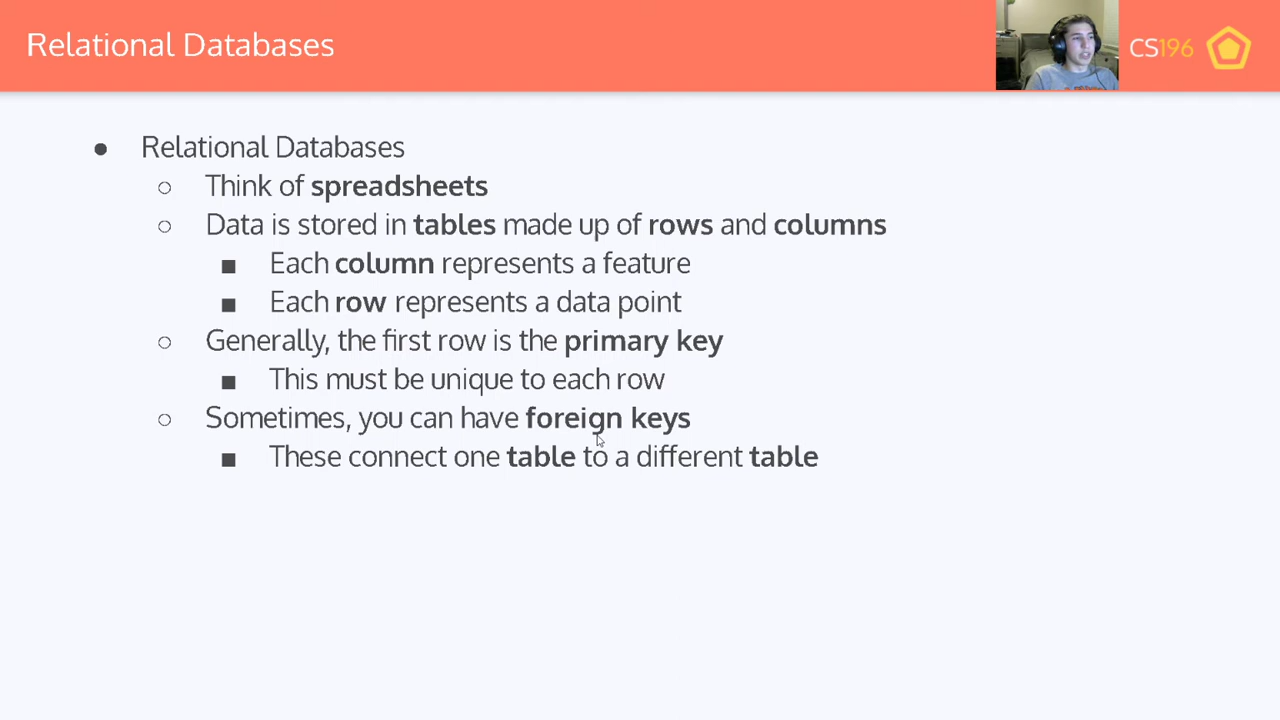 Relational Databases
CS196
● Relational Databases
○ Think of spreadsheets
○ Data is stored in tables made up of rows and columns
■ Each column represents a feature
■ Each row represents a data point
○ Generally, the first row is the primary key
■ This must be unique to each row
○ Sometimes, you can have foreign keys
■ These connect one table to a different table